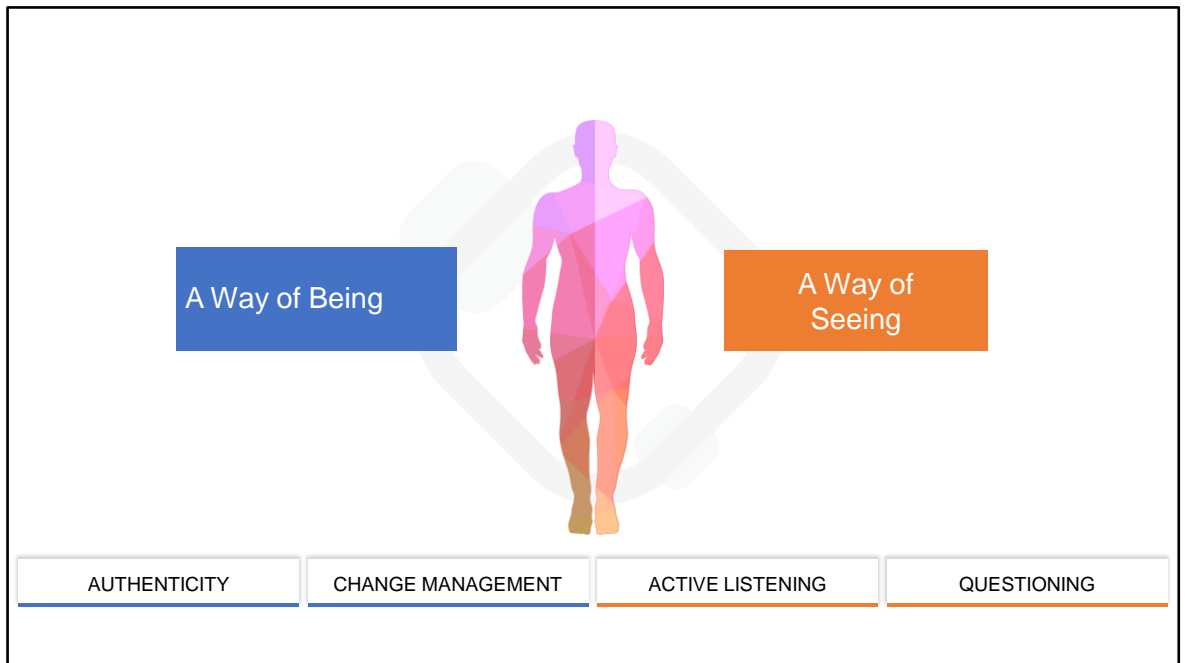 A Way of Being
A Way of
Seeing
AUTHENTICITY
CHANGE MANAGEMENT
ACTIVE LISTENING
QUESTIONING